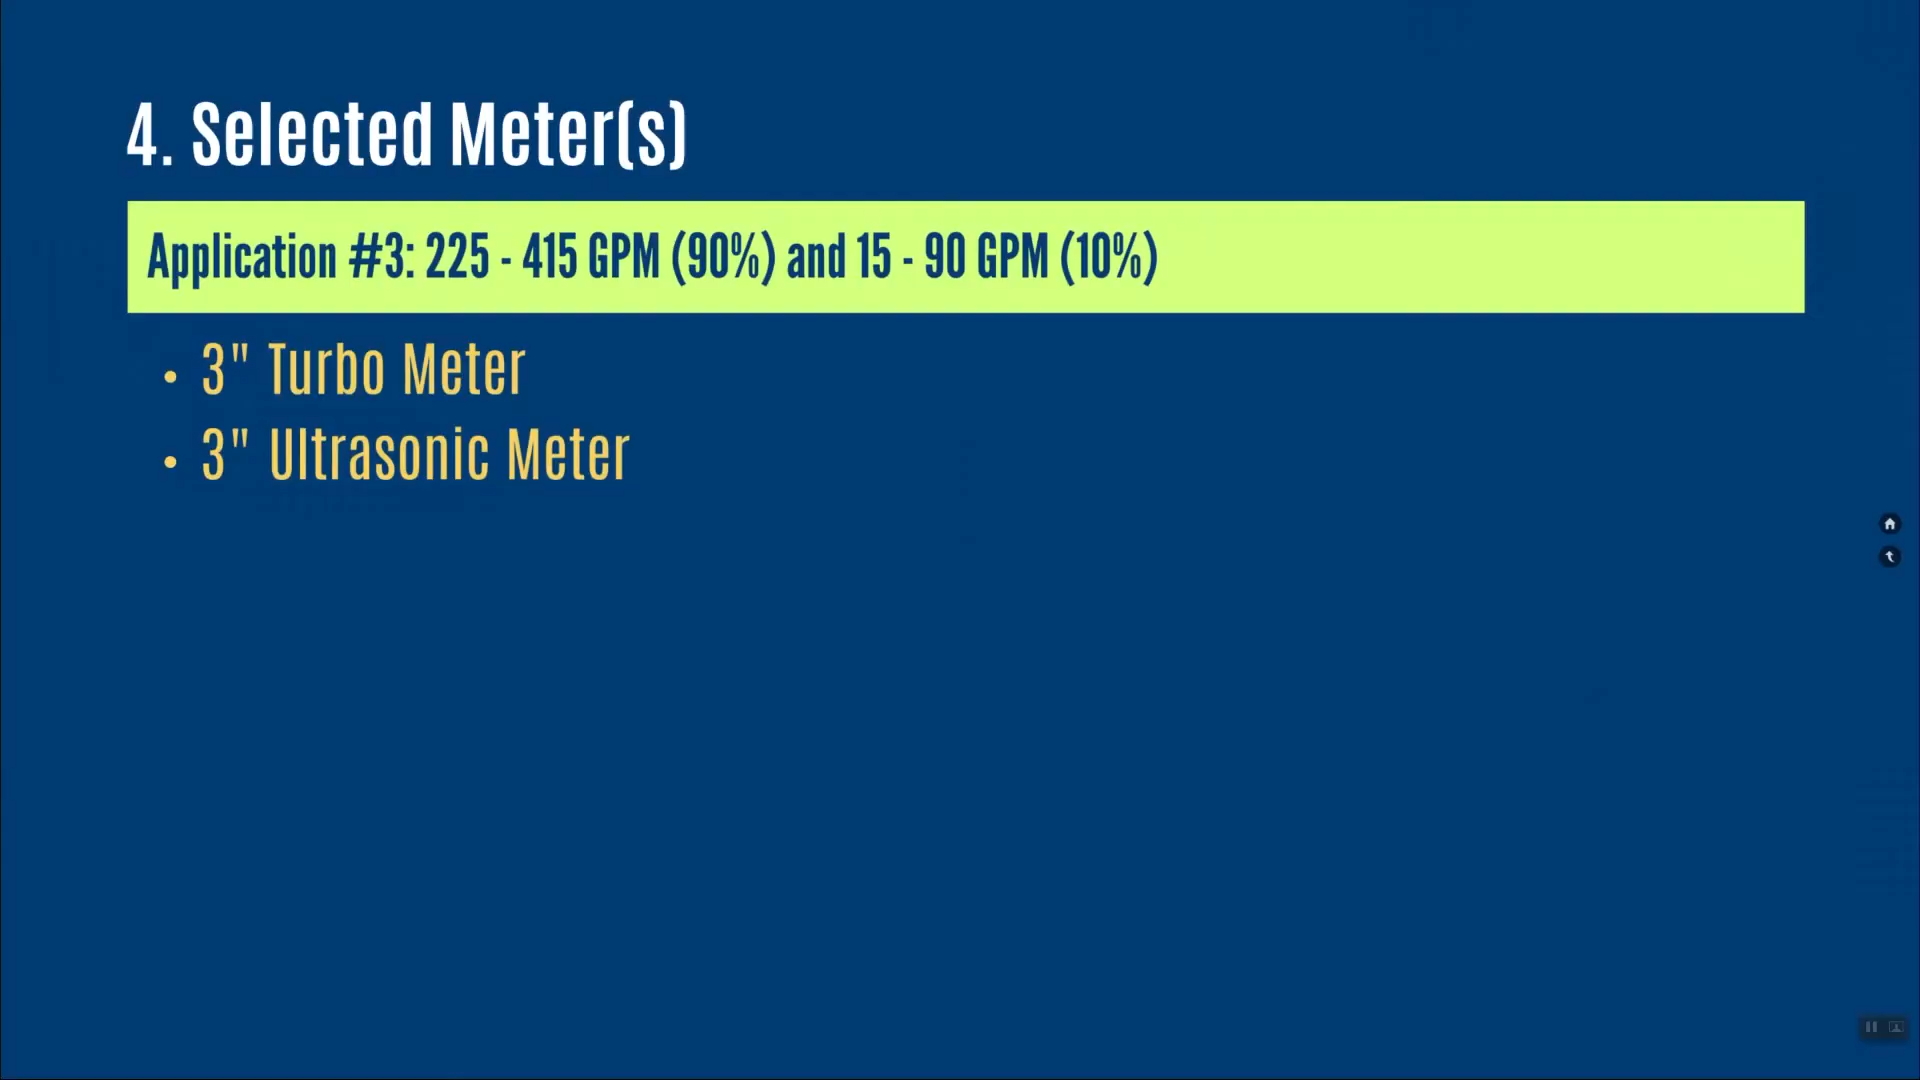 4. Selected Meter(s)
Application #3: 225 - 415 GPM (90%) and 15 - 90 GPM (10%)
• 3" Turbo Meter
• 3" Ultrasonic Meter